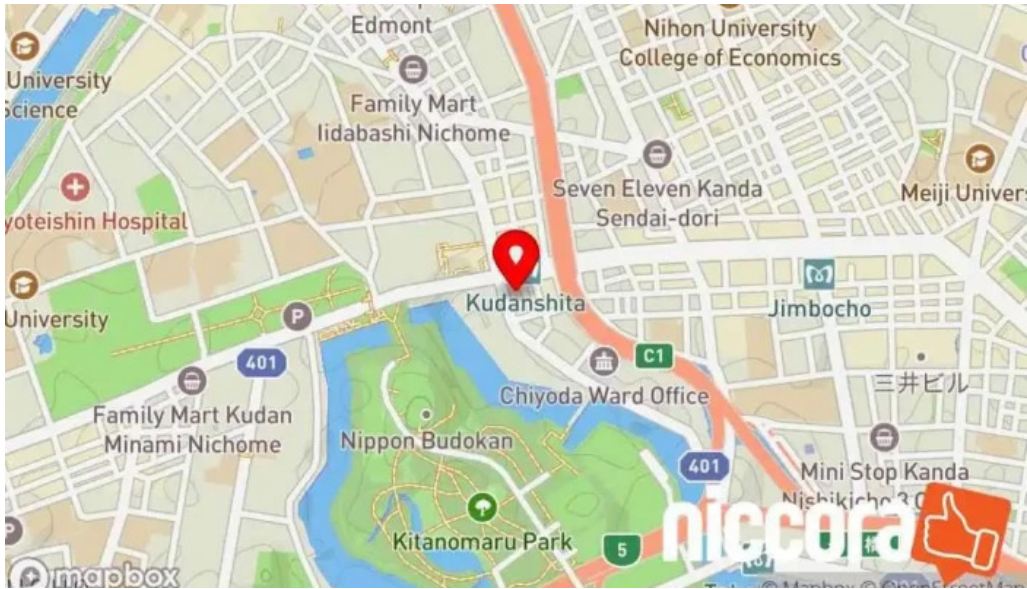 Edmont
Nihon University
College of Economics
University
Science
Family Mart
Iidabashi Nichome
Seven Eleven Kanda
Sendai-dori
Meiji Univers
yoteishin Hospital
Kudanshita
Jimbocho
University
P
401
C1
Chiyoda Ward Office
三井ビル
Family Mart Kudan
Minami Nichome
Nippon Budokan
401
Mini Stop Kanda
Nishikicho 3 C
P
Kitanomaru Park
5
niccora
mapbox
© Mapbox © OpenStreetMap